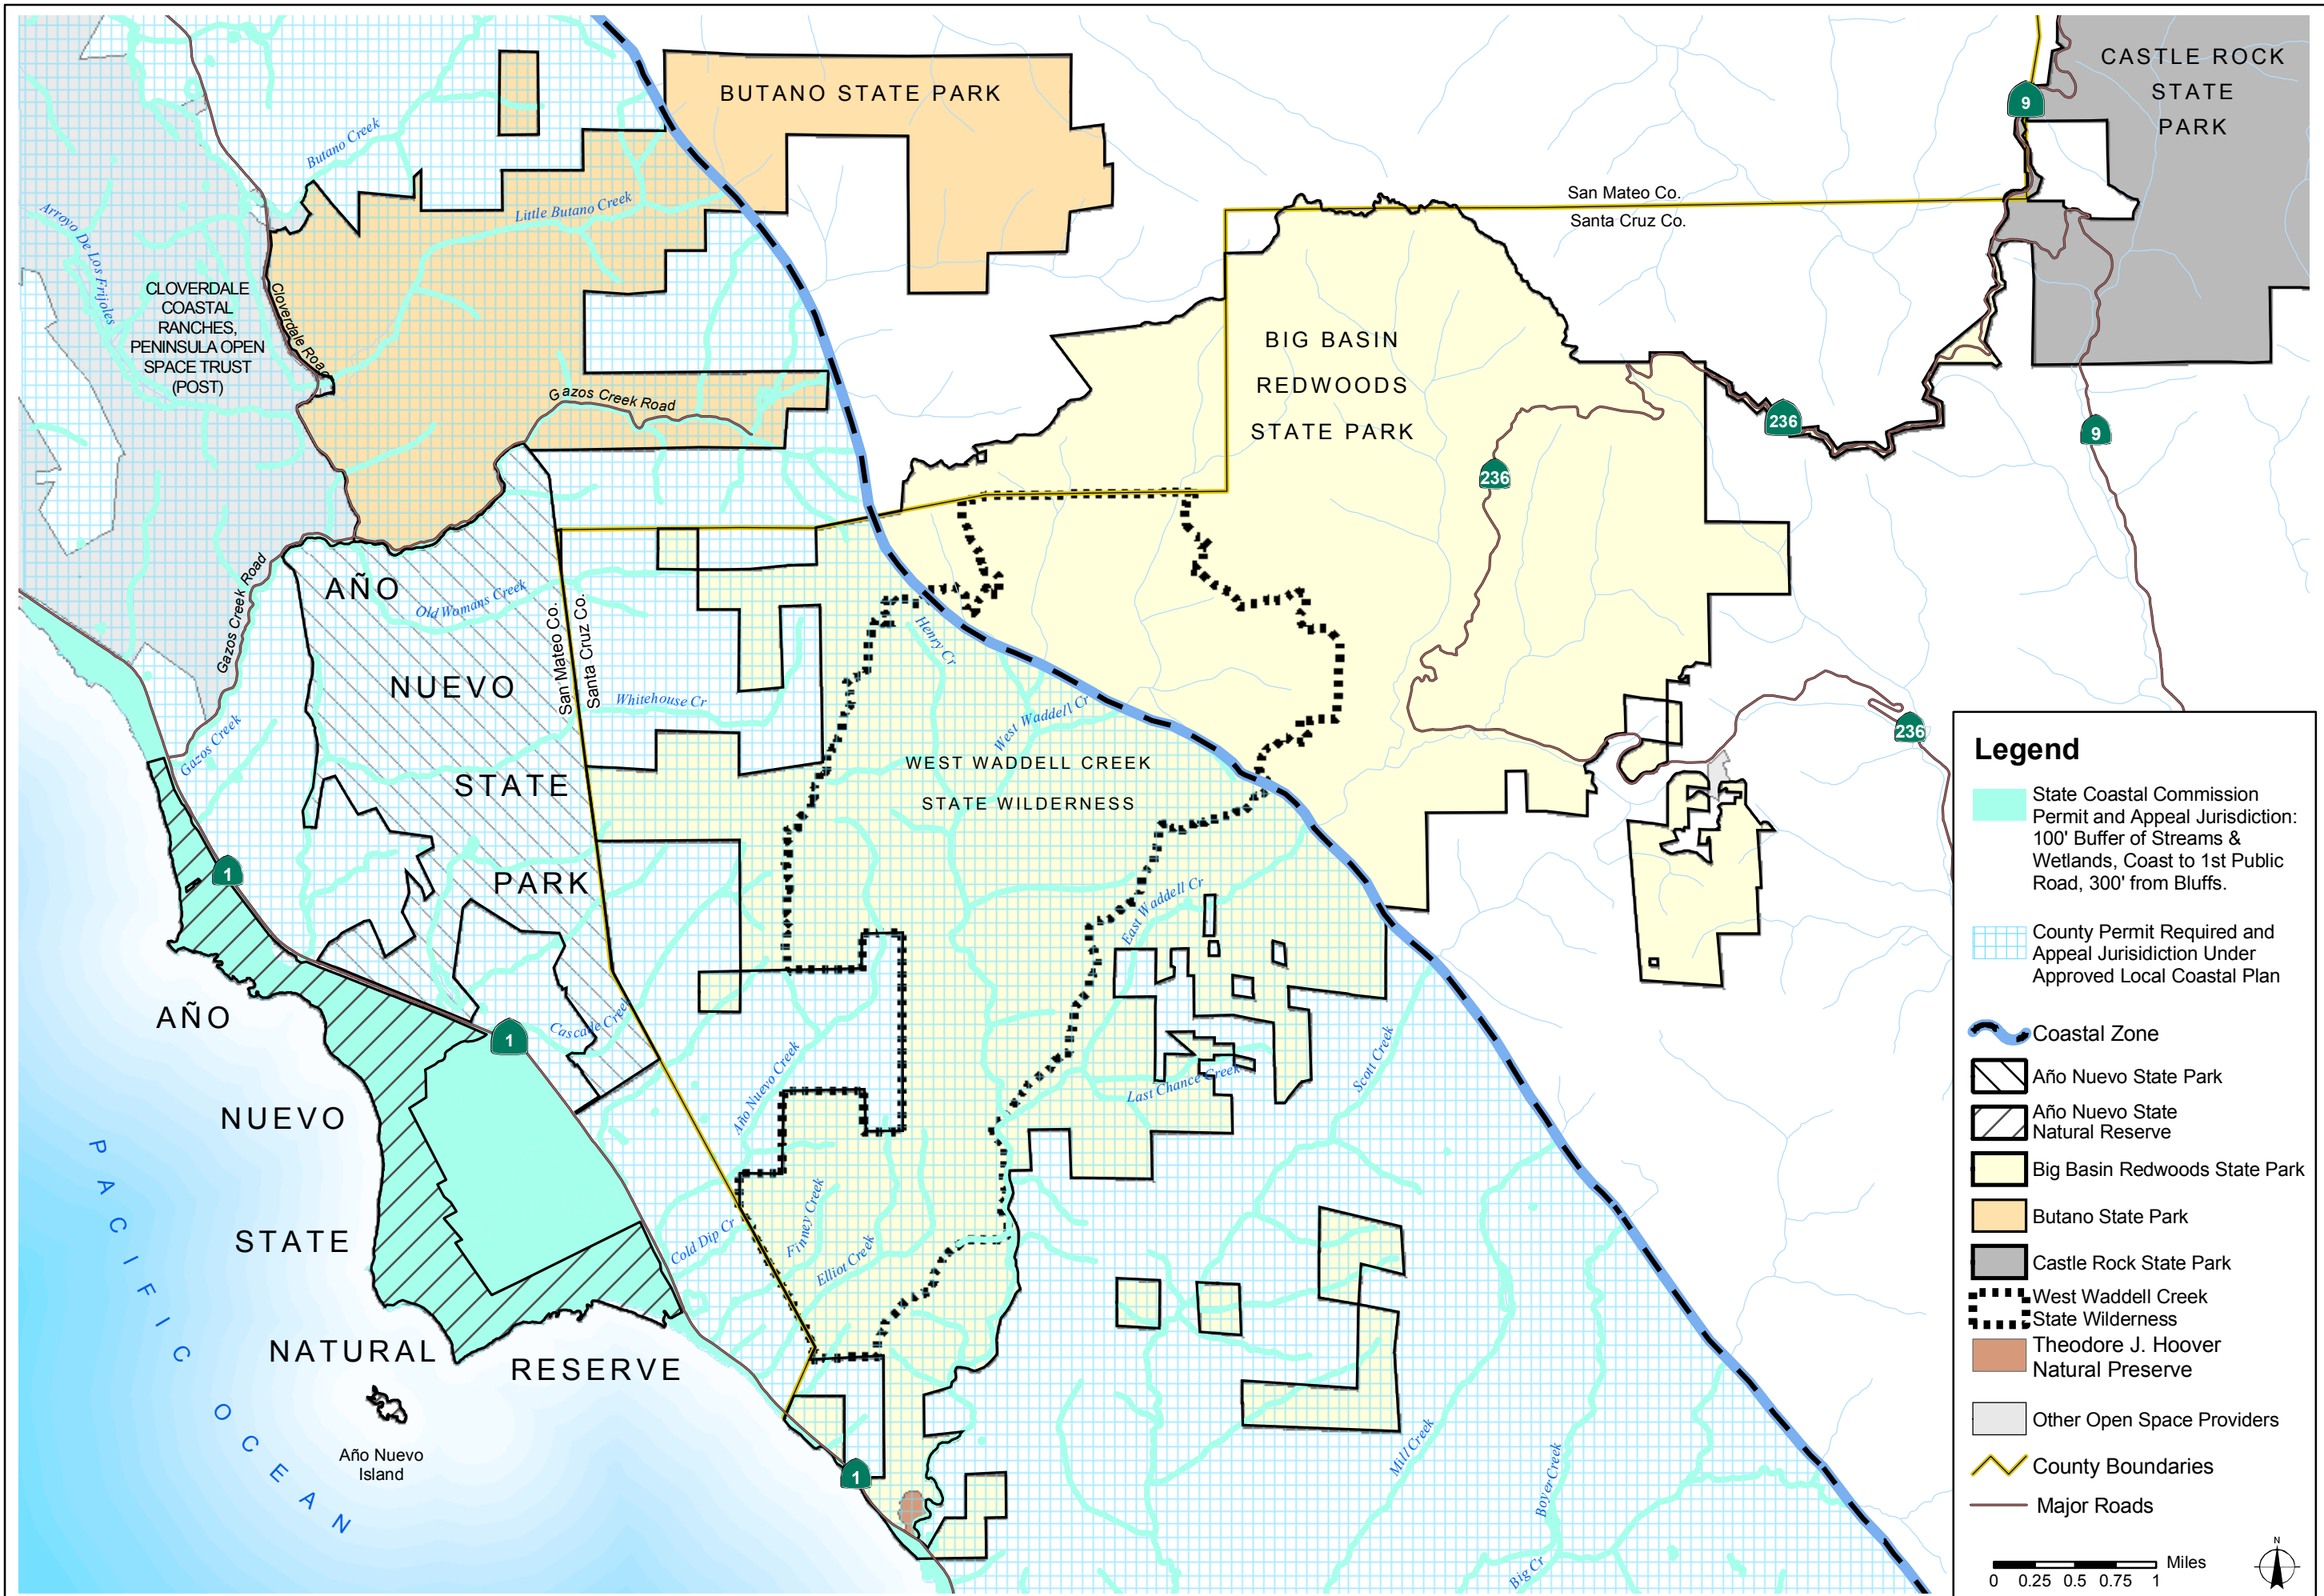 BUTANO STATE PARK
CASTLE ROCK
STATE
PARK
9
San Mateo Co.
Santa Cruz Co.
Butano Creek
Little Butano Creek
Arroyo De Los Frijoles
CLOVERDALE
COASTAL
RANCHES,
PENINSULA OPEN
SPACE TRUST
(POST)
Cloverdale Road
Gazos Creek Road
BIG BASIN
REDWOODS
STATE PARK
236
9
236
236
Gazos Creek Road
Gazos Creek
AÑO
NUEVO
STATE
PARK
Old Womans Creek
San Mateo Co.
Santa Cruz Co.
Whitehouse Cr
Henry Cr
West Waddell Cr
WEST WADDELL CREEK
STATE WILDERNESS
East Waddell Cr
1
1
Cascade Creek
Año Nuevo Creek
Last Chance Creek
Scott Creek
Cold Dip Cr
Finney Creek
Elliot Creek
AÑO
NUEVO
STATE
NATURAL
RESERVE
Año Nuevo
Island
PACIFIC OCEAN
1
Mill Creek
Boyer Creek
Big Cr
Legend
State Coastal Commission
Permit and Appeal Jurisdiction:
100' Buffer of Streams &
Wetlands, Coast to 1st Public
Road, 300' from Bluffs.
County Permit Required and
Appeal Jurisidiction Under
Approved Local Coastal Plan
Coastal Zone
Año Nuevo State Park
Año Nuevo State
Natural Reserve
Big Basin Redwoods State Park
Butano State Park
Castle Rock State Park
West Waddell Creek
State Wilderness
Theodore J. Hoover
Natural Preserve
Other Open Space Providers
County Boundaries
Major Roads
Miles
0 0.25 0.5 0.75 1
N